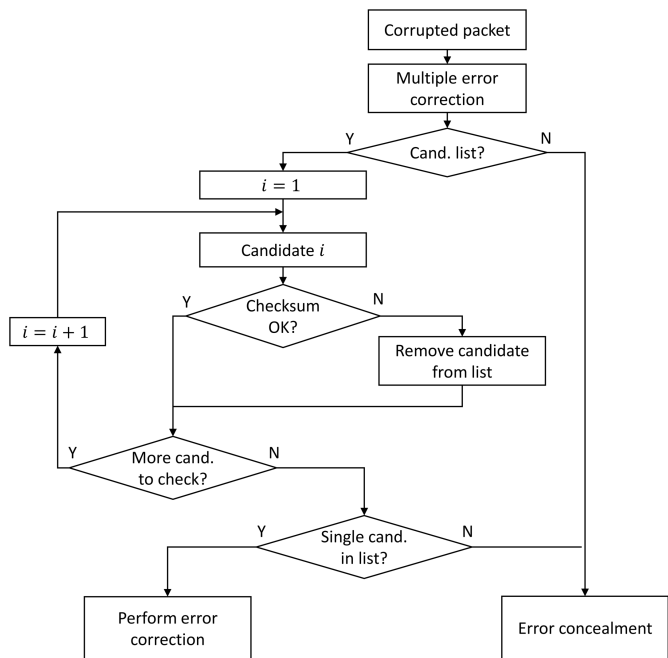 Corrupted packet
Multiple error
correction
Y
N
Cand. list?
i = 1
Candidate i
Y
N
Checksum
OK?
i = i + 1
Remove candidate
from list
Y
N
More cand.
to check?
Y
N
Single cand.
in list?
Perform error
correction
Error concealment